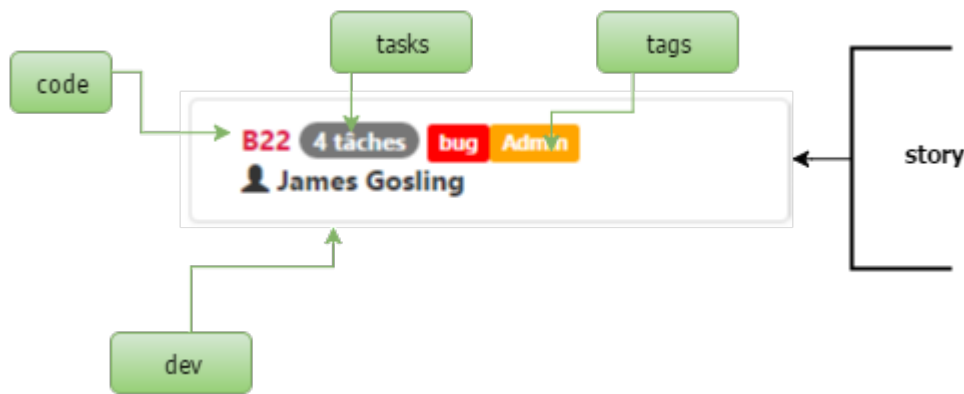 tasks
tags
code
B22 4 tâches bug Admin
James Gosling
story
dev